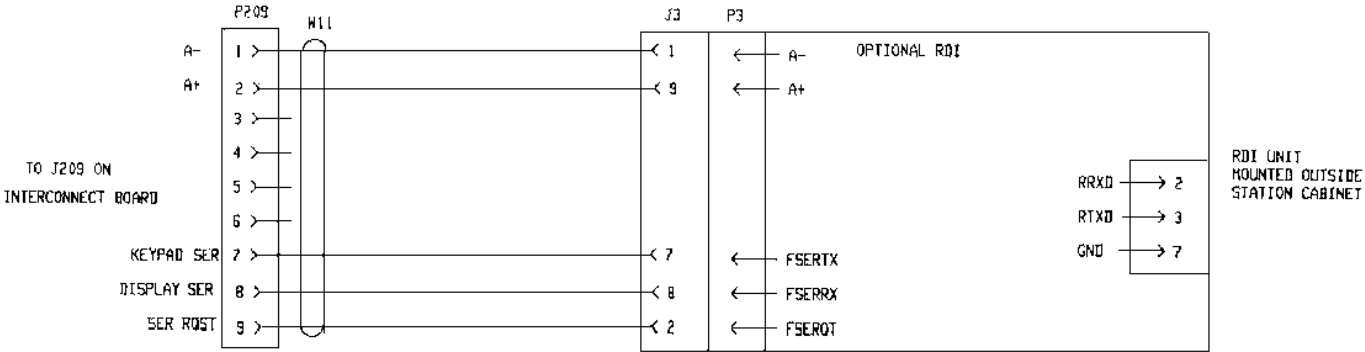 P209 W11 J3 P3
A- 1 1 A- OPTIONAL RDI
A+ 2 9 A+
3
4
TO J209 ON
INTERCONNECT BOARD
5
6
RDI UNIT
MOUNTED OUTSIDE
STATION CABINET
RRXD 2
RTXD 3
GND 7
KEYPAD SER 7 7 FSERTX
DISPLAY SER 8 8 FSERRX
SER RQST 9 2 FSERQT